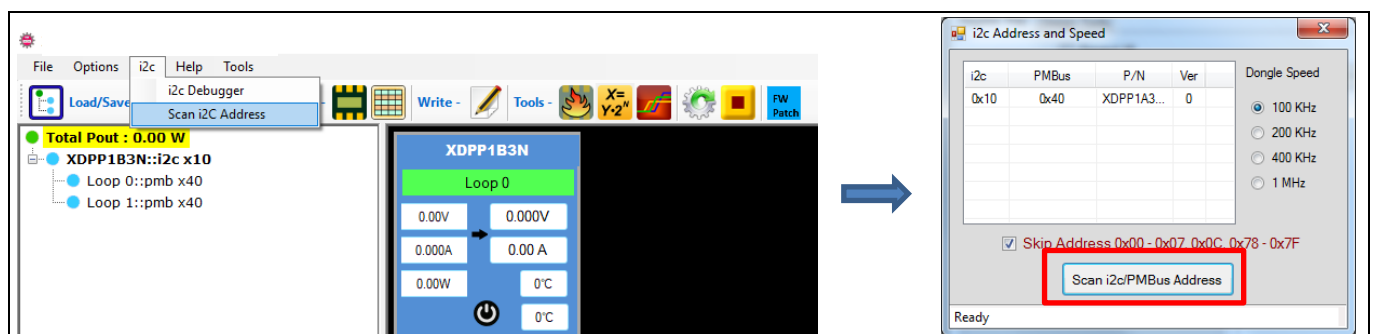 File Options i2c Help Tools
i2c Debugger
Scan i2C Address
Load/Save
Write -
Tools -
X=
Y·2ᴺ
FW
Patch
Total Pout : 0.00 W
XDPP1B3N::i2c x10
Loop 0::pmb x40
Loop 1::pmb x40
XDPP1B3N
Loop 0
0.00V 0.000V
0.000A 0.00 A
0.00W 0°C
0°C
i2c Address and Speed
i2c PMBus P/N Ver
0x10 0x40 XDPP1A3... 0
Dongle Speed
100 KHz
200 KHz
400 KHz
1 MHz
Skip Address 0x00 - 0x07, 0x0C, 0x78 - 0x7F
Scan i2c/PMBus Address
Ready